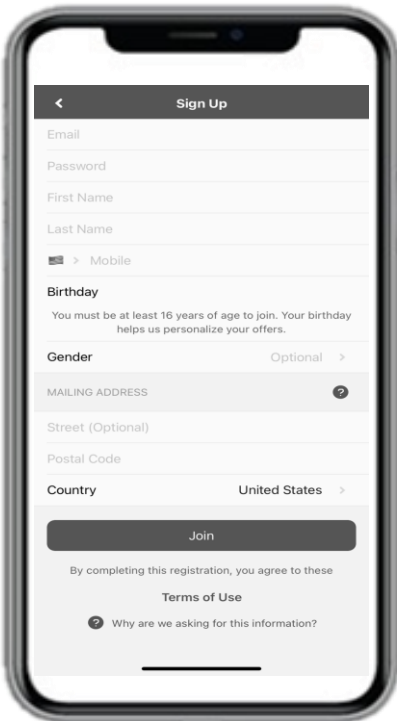 Sign Up
Email
Password
First Name
Last Name
> Mobile
Birthday
You must be at least 16 years of age to join. Your birthday
helps us personalize your offers.
Gender Optional >
MAILING ADDRESS ?
Street (Optional)
Postal Code
Country United States >
Join
By completing this registration, you agree to these
Terms of Use
? Why are we asking for this information?